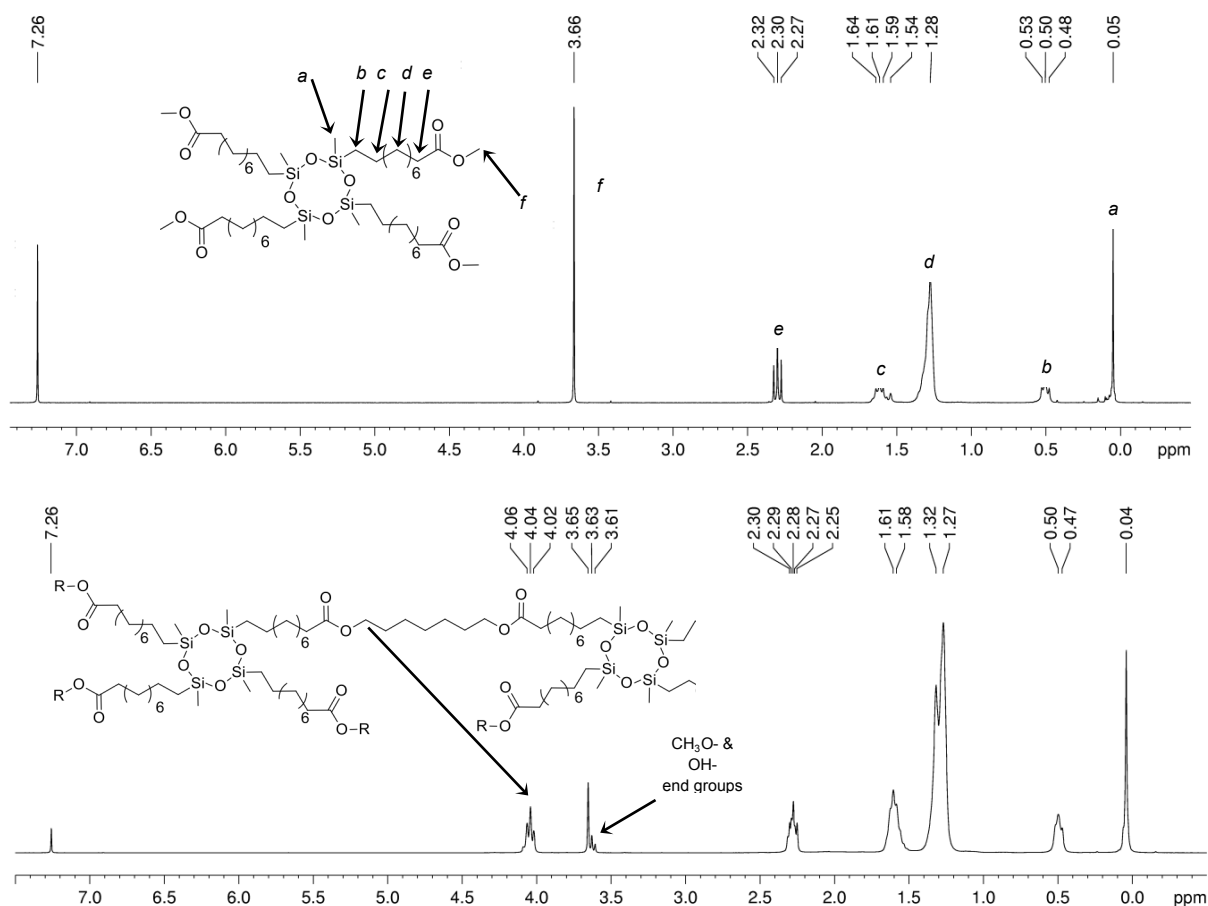 7.26
3.66
2.32
2.30
2.27
1.64
1.61
1.59
1.54
1.28
0.53
0.50
0.48
0.05
a b c d e
O O 6 Si O Si 6 O O
O O
f
O O 6 Si O Si 6 O O
f
a
d
e
c
b
7.0 6.5 6.0 5.5 5.0 4.5 4.0 3.5 3.0 2.5 2.0 1.5 1.0 0.5 0.0 ppm
7.26
4.06
4.04
4.02
3.65
3.63
3.61
2.30
2.29
2.28
2.27
2.25
1.61
1.58
1.32
1.27
0.50
0.47
0.04
R-O O 6 Si O Si 6 O O O O 6 Si O Si
O O O O
R-O O 6 Si O Si 6 O O-R R-O O 6 Si O Si
CH₃O- &
OH-
end groups
7.0 6.5 6.0 5.5 5.0 4.5 4.0 3.5 3.0 2.5 2.0 1.5 1.0 0.5 0.0 ppm